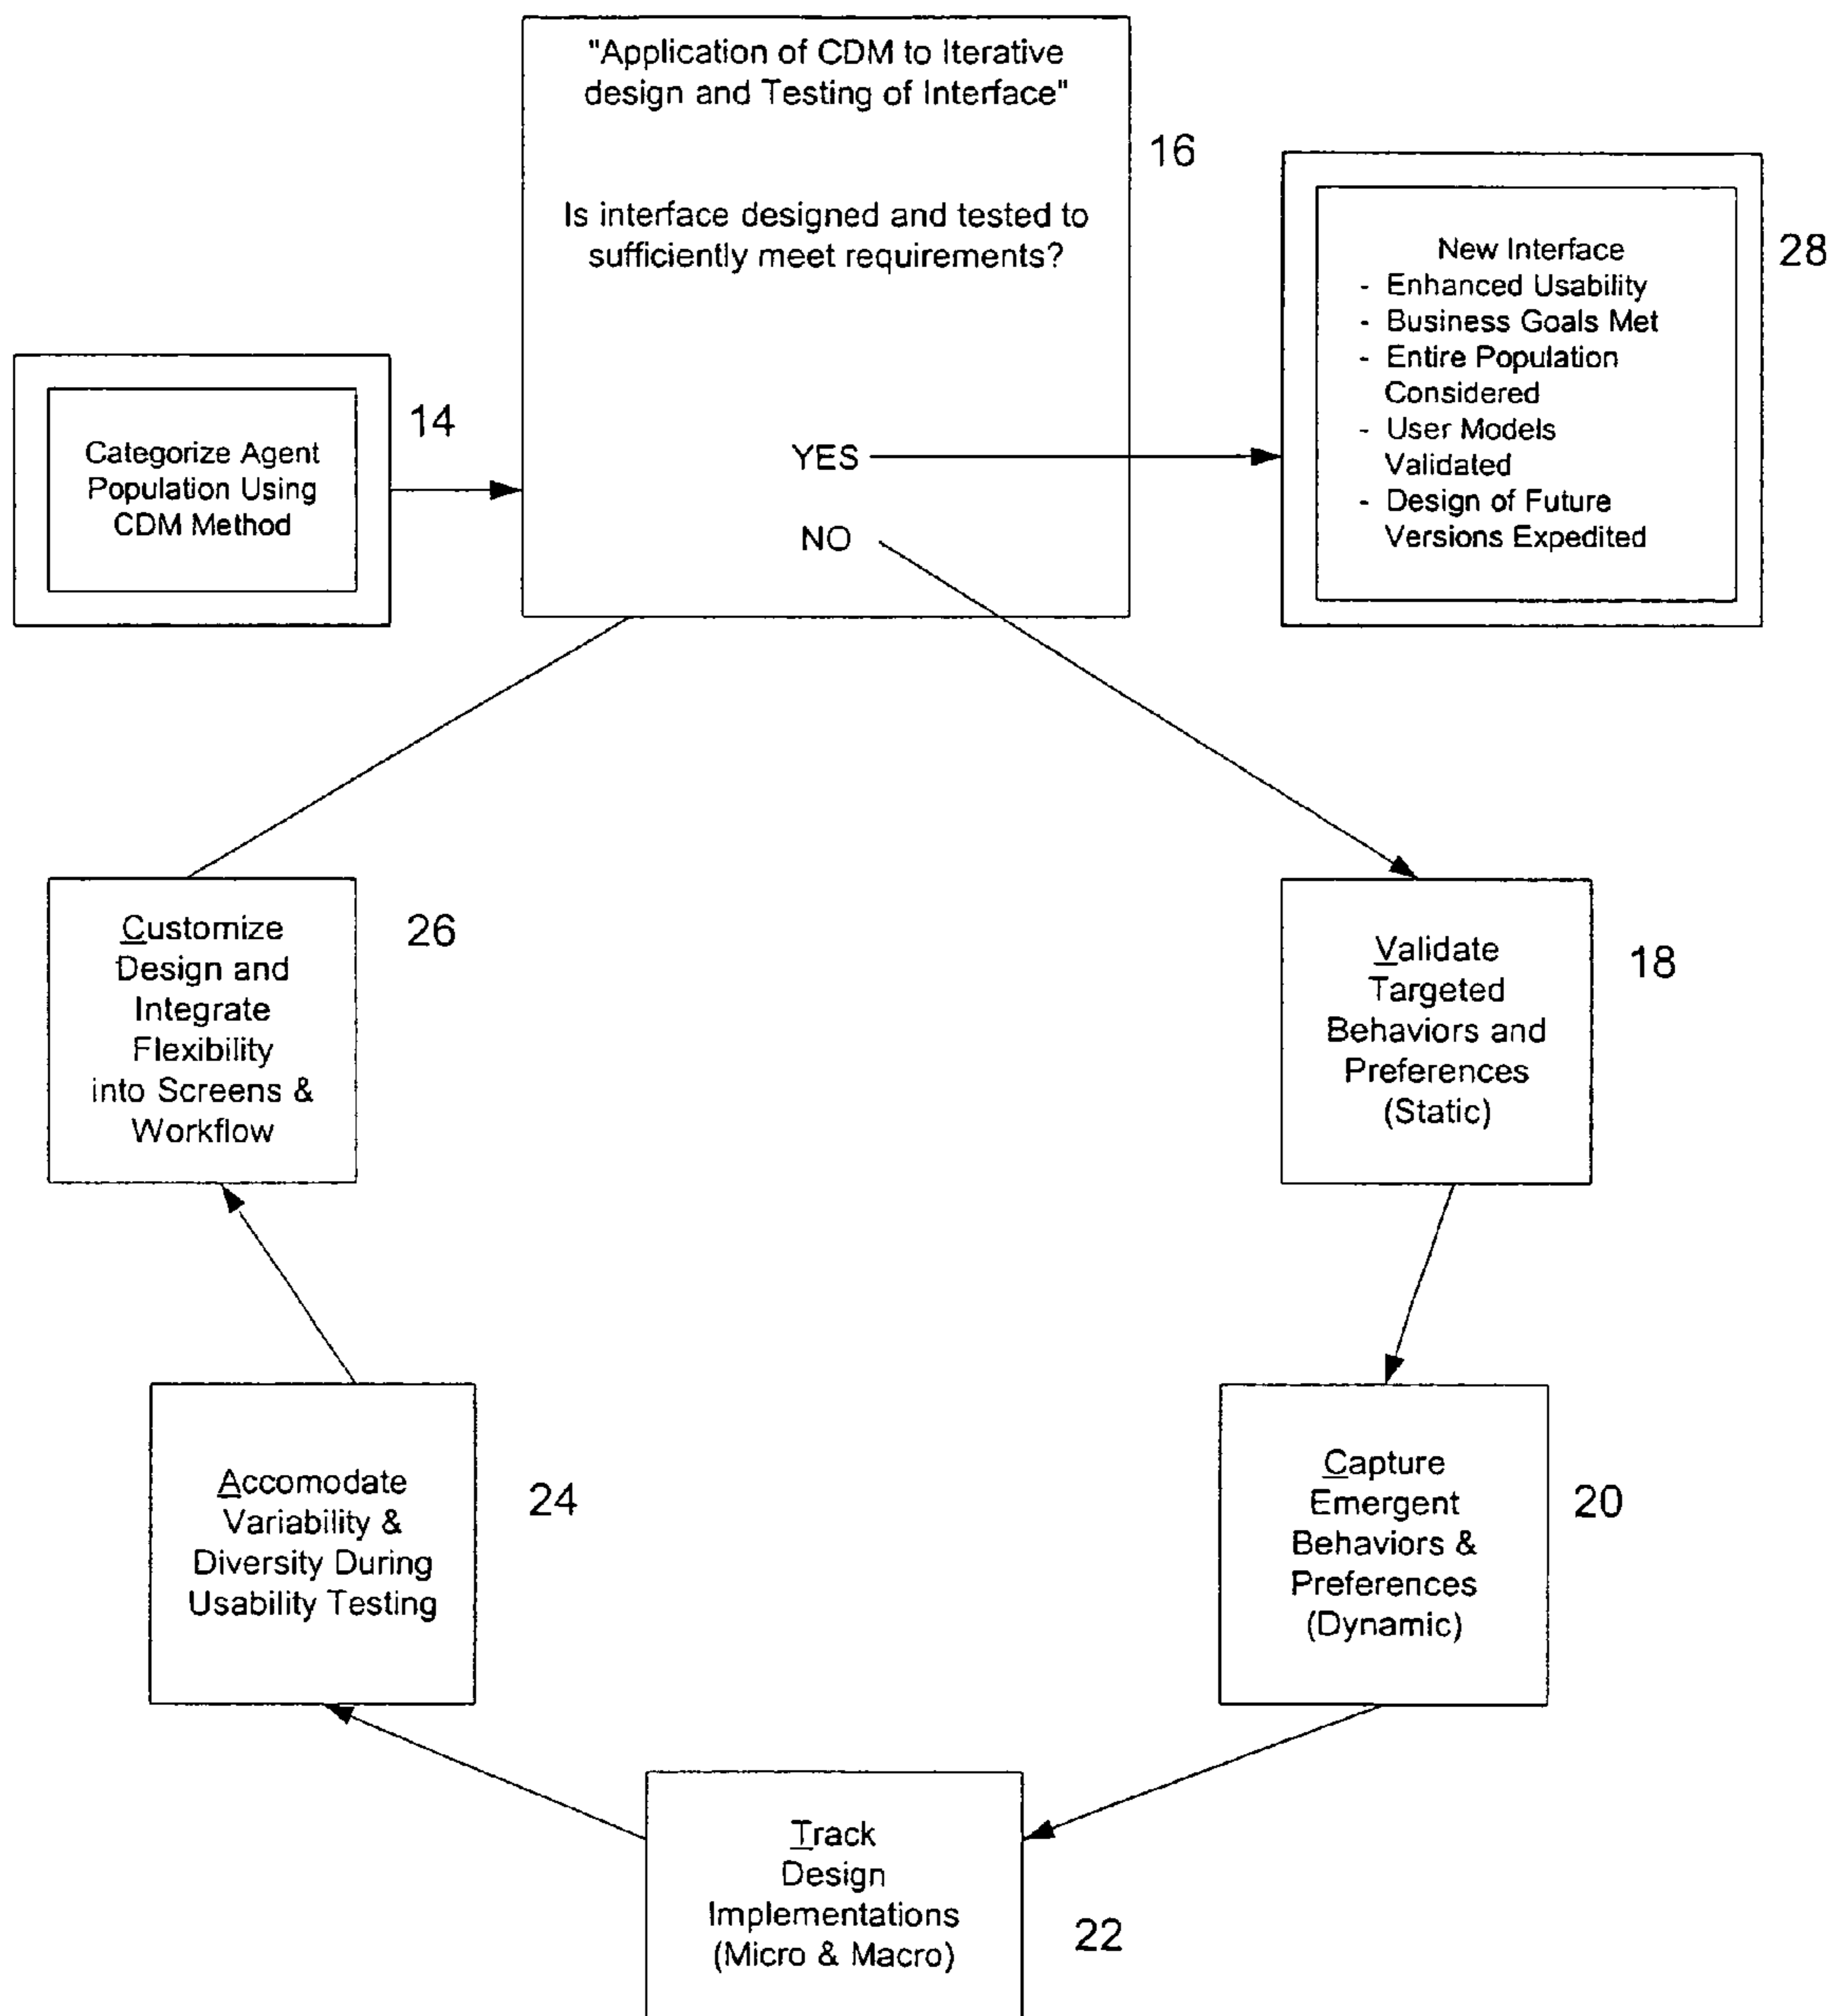 "Application of CDM to Iterative
design and Testing of Interface"
16
Is interface designed and tested to
sufficiently meet requirements?
YES
NO
New Interface
- Enhanced Usability
- Business Goals Met
- Entire Population
Considered
- User Models
Validated
- Design of Future
Versions Expedited
28
Categorize Agent
Population Using
CDM Method
14
Validate
Targeted
Behaviors and
Preferences
(Static)
18
Capture
Emergent
Behaviors &
Preferences
(Dynamic)
20
Track
Design
Implementations
(Micro & Macro)
22
Accomodate
Variability &
Diversity During
Usability Testing
24
Customize
Design and
Integrate
Flexibility
into Screens &
Workflow
26